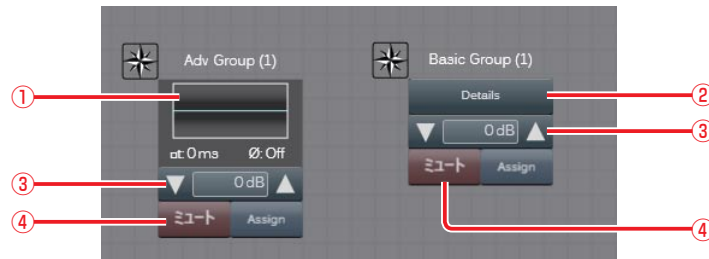 Adv Group (1)
Basic Group (1)
①
Details
②
0 dB
③
⊿t: 0 ms Ø: Off
③
0 dB
ミュート Assign
④
ミュート Assign
④